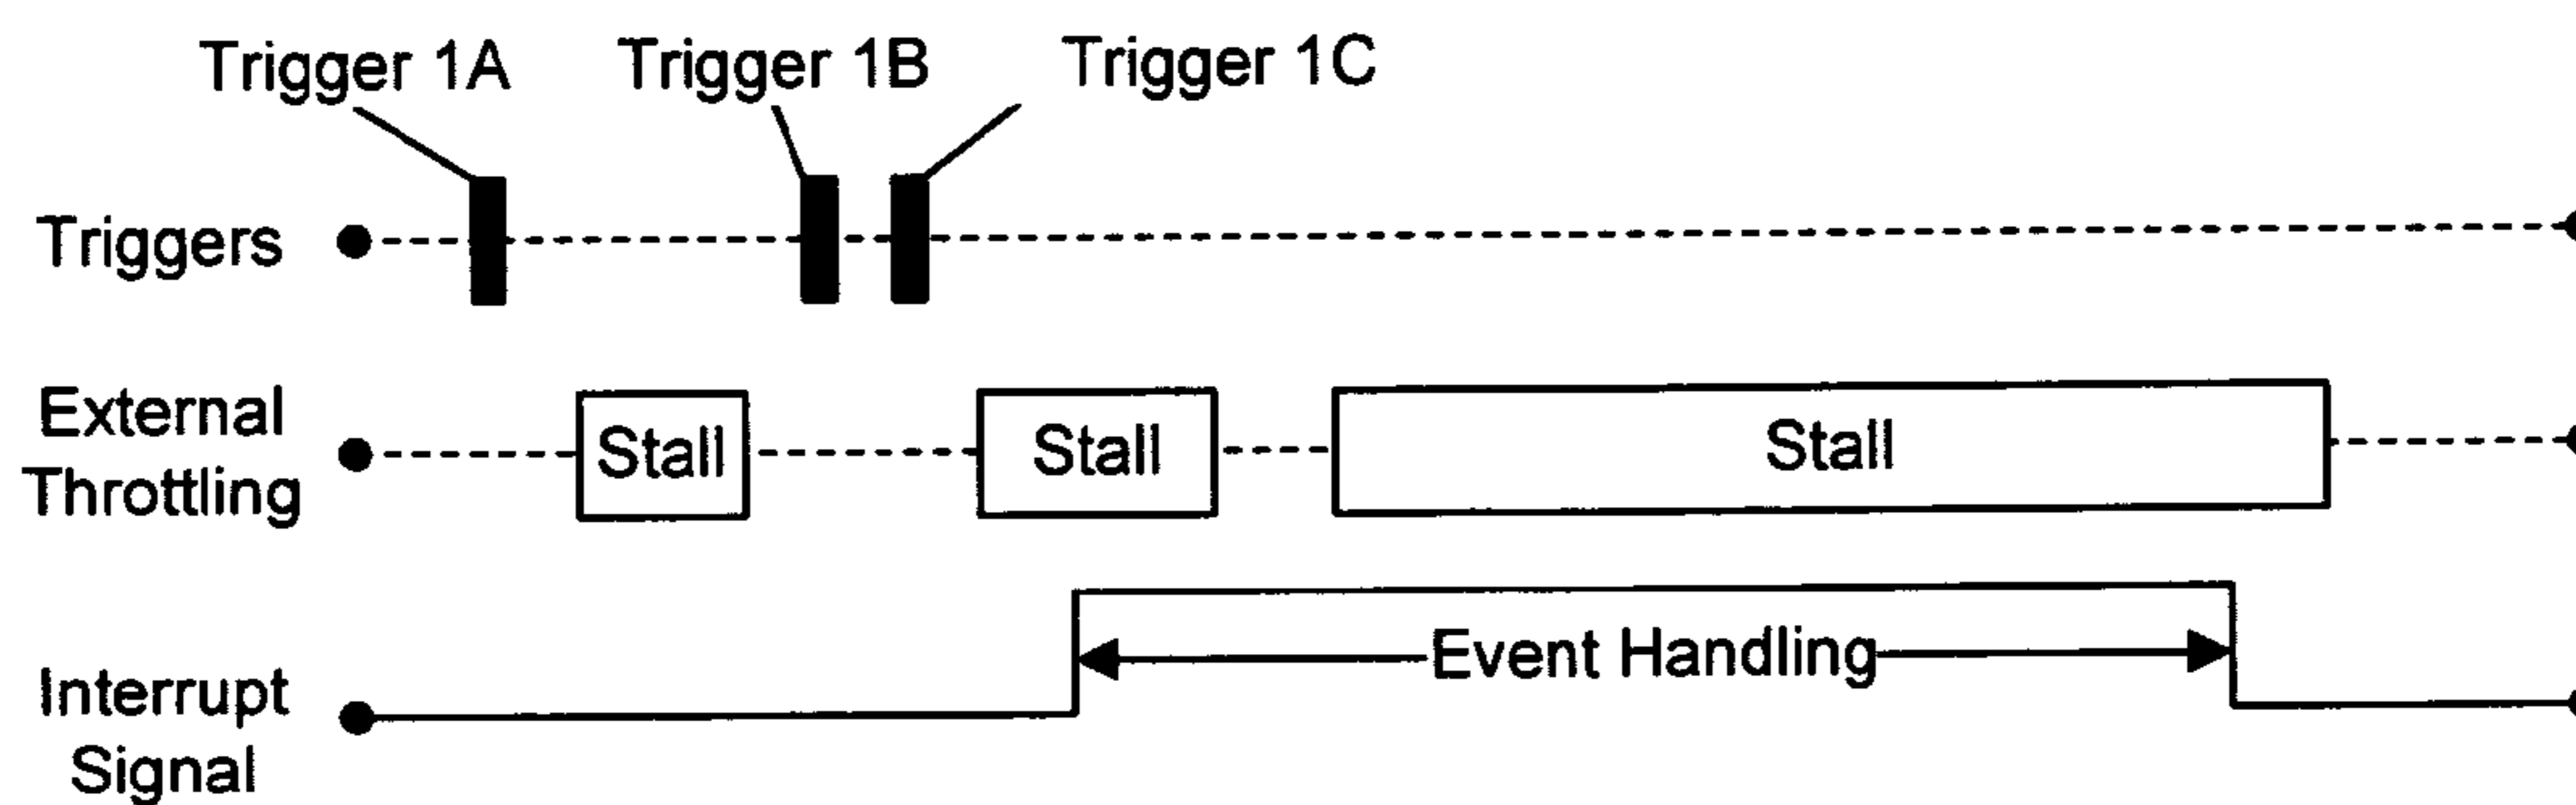 Trigger 1A Trigger 1B Trigger 1C
Triggers
External
Throttling
Stall Stall Stall
Interrupt
Signal
Event Handling